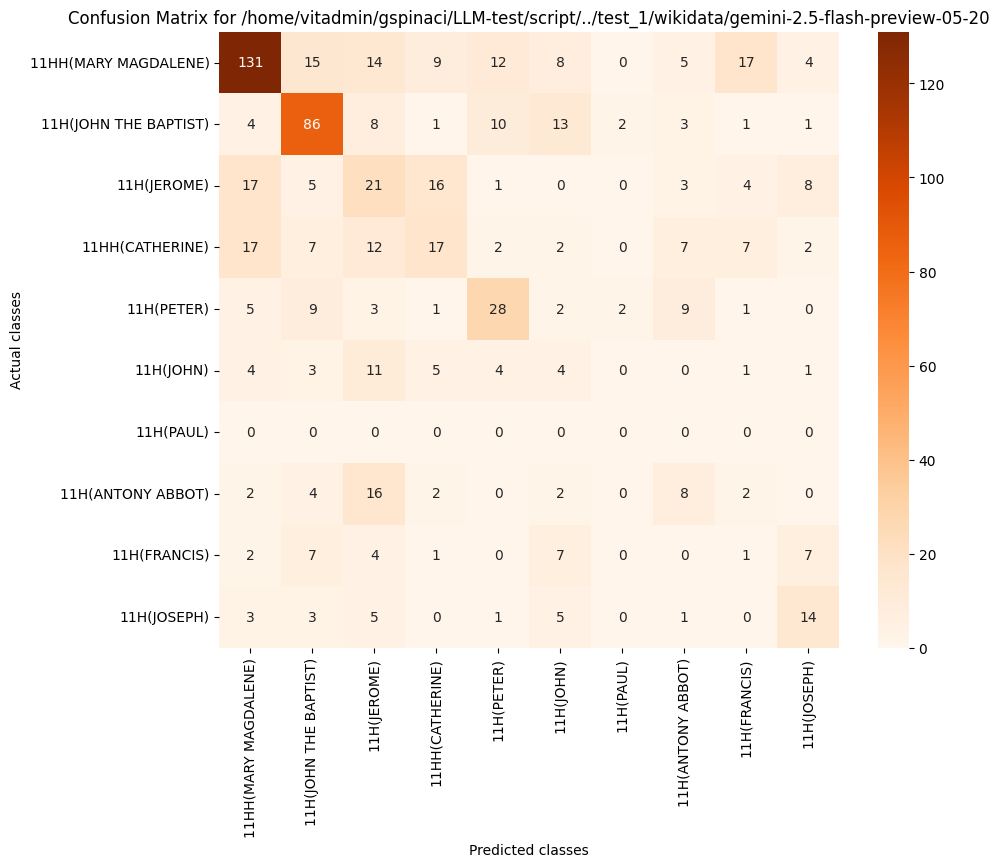 Confusion Matrix for /home/vitadmin/gspinaci/LLM-test/script/../test_1/wikidata/gemini-2.5-flash-preview-05-20
11HH(MARY MAGDALENE) 131 15 14 9 12 8 0 5 17 4
11H(JOHN THE BAPTIST) 4 86 8 1 10 13 2 3 1 1
11H(JEROME) 17 5 21 16 1 0 0 3 4 8
11HH(CATHERINE) 17 7 12 17 2 2 0 7 7 2
11H(PETER) 5 9 3 1 28 2 2 9 1 0
11H(JOHN) 4 3 11 5 4 4 0 0 1 1
11H(PAUL) 0 0 0 0 0 0 0 0 0 0
11H(ANTONY ABBOT) 2 4 16 2 0 2 0 8 2 0
11H(FRANCIS) 2 7 4 1 0 7 0 0 1 7
11H(JOSEPH) 3 3 5 0 1 5 0 1 0 14
Actual classes
11HH(MARY MAGDALENE)
11H(JOHN THE BAPTIST)
11H(JEROME)
11HH(CATHERINE)
11H(PETER)
11H(JOHN)
11H(PAUL)
11H(ANTONY ABBOT)
11H(FRANCIS)
11H(JOSEPH)
Predicted classes
120
100
80
60
40
20
0